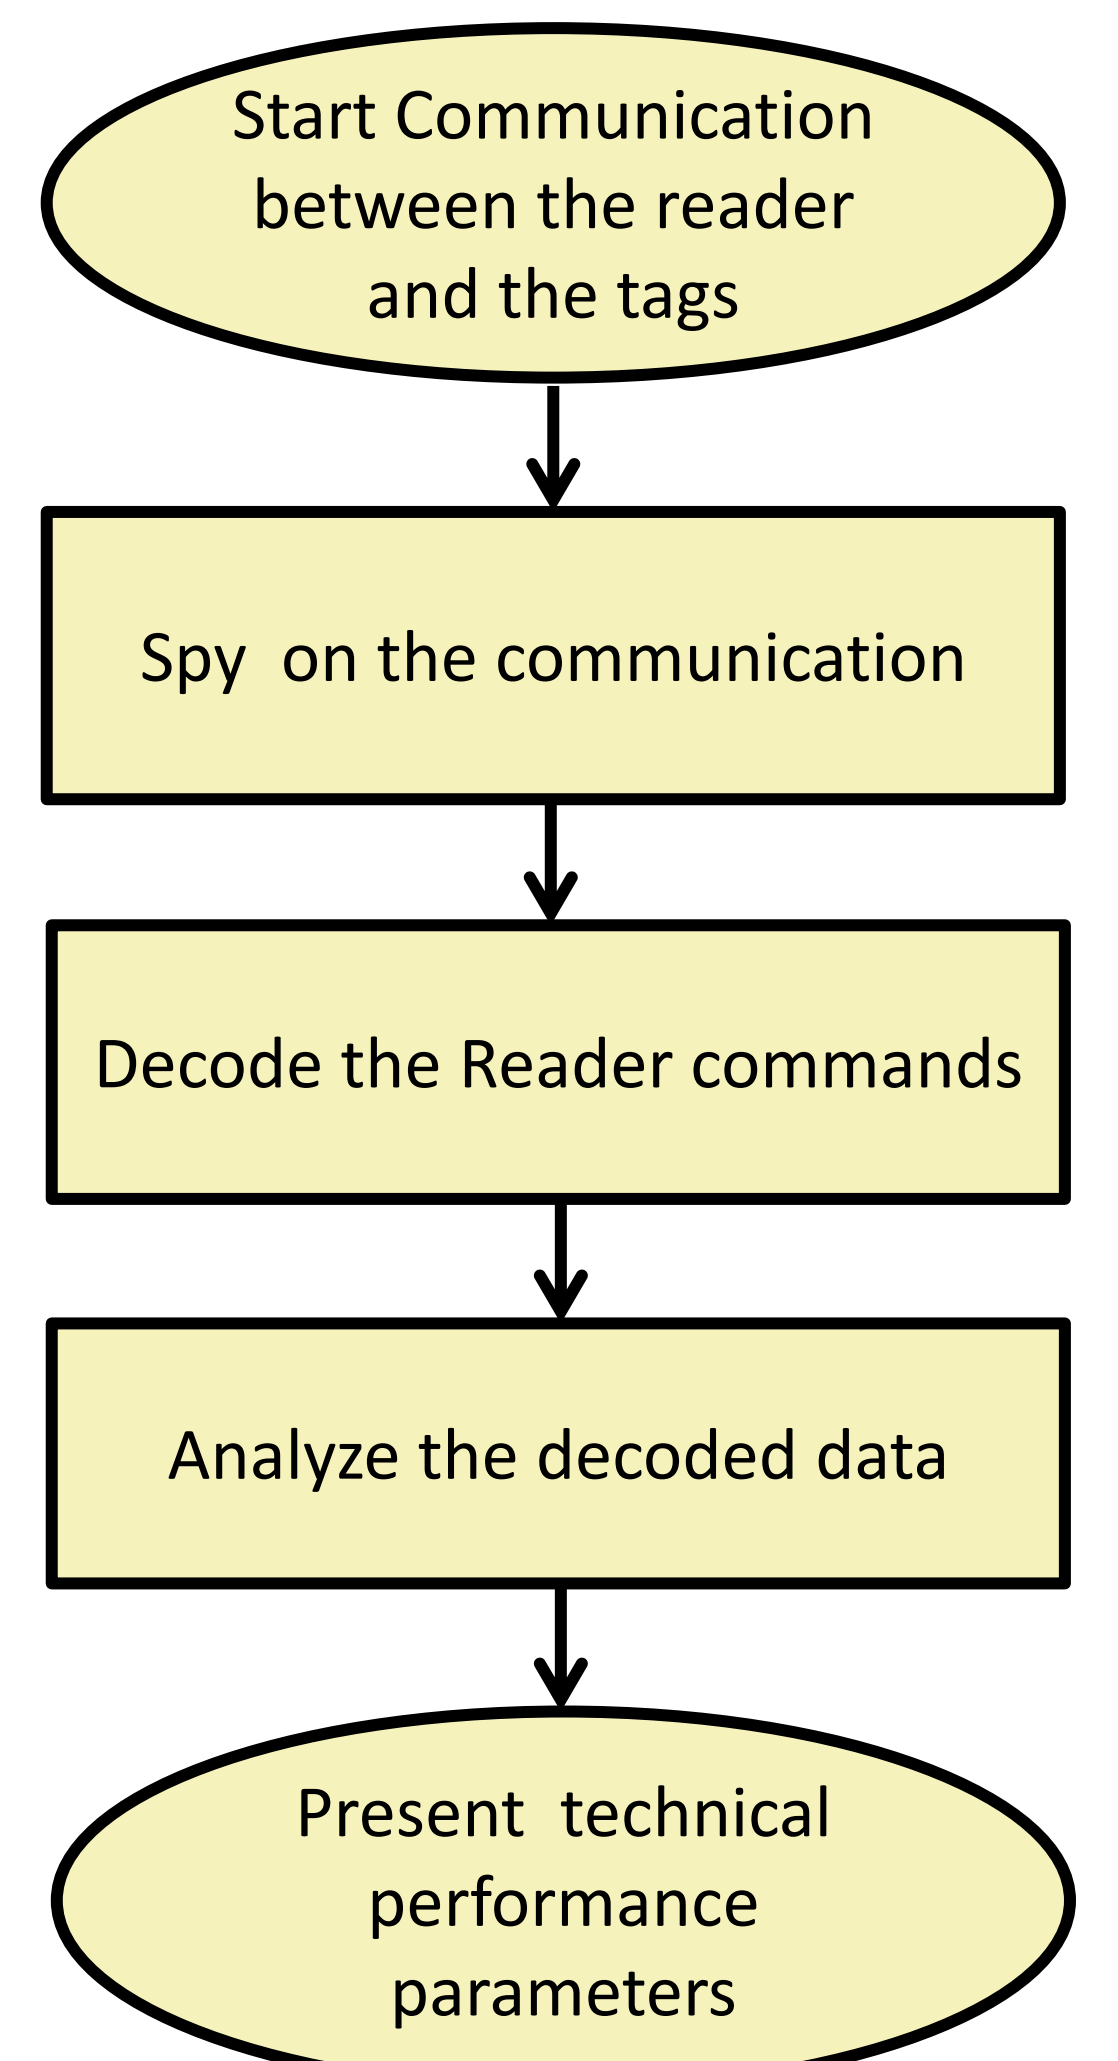 Start Communication
between the reader
and the tags
Spy  on the communication
Decode the Reader commands
Analyze the decoded data
Present  technical
performance
parameters